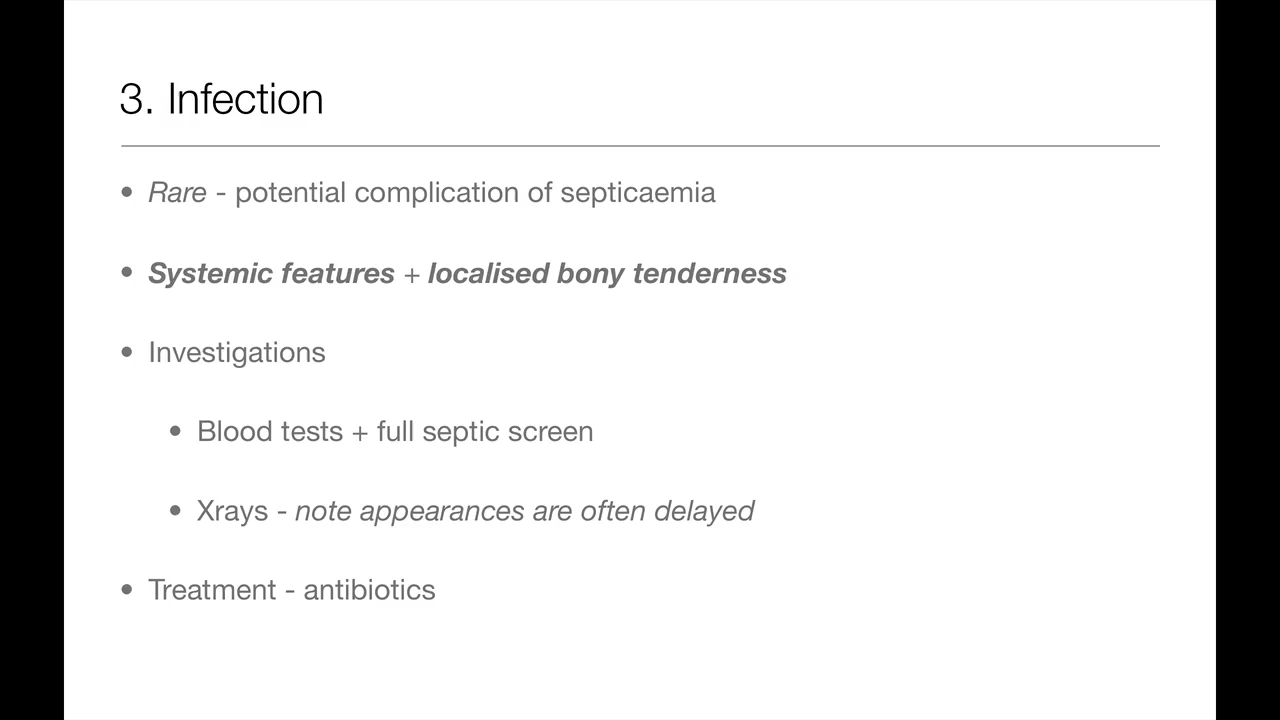 3. Infection
• Rare - potential complication of septicaemia
• Systemic features + localised bony tenderness
• Investigations
• Blood tests + full septic screen
• Xrays - note appearances are often delayed
• Treatment - antibiotics